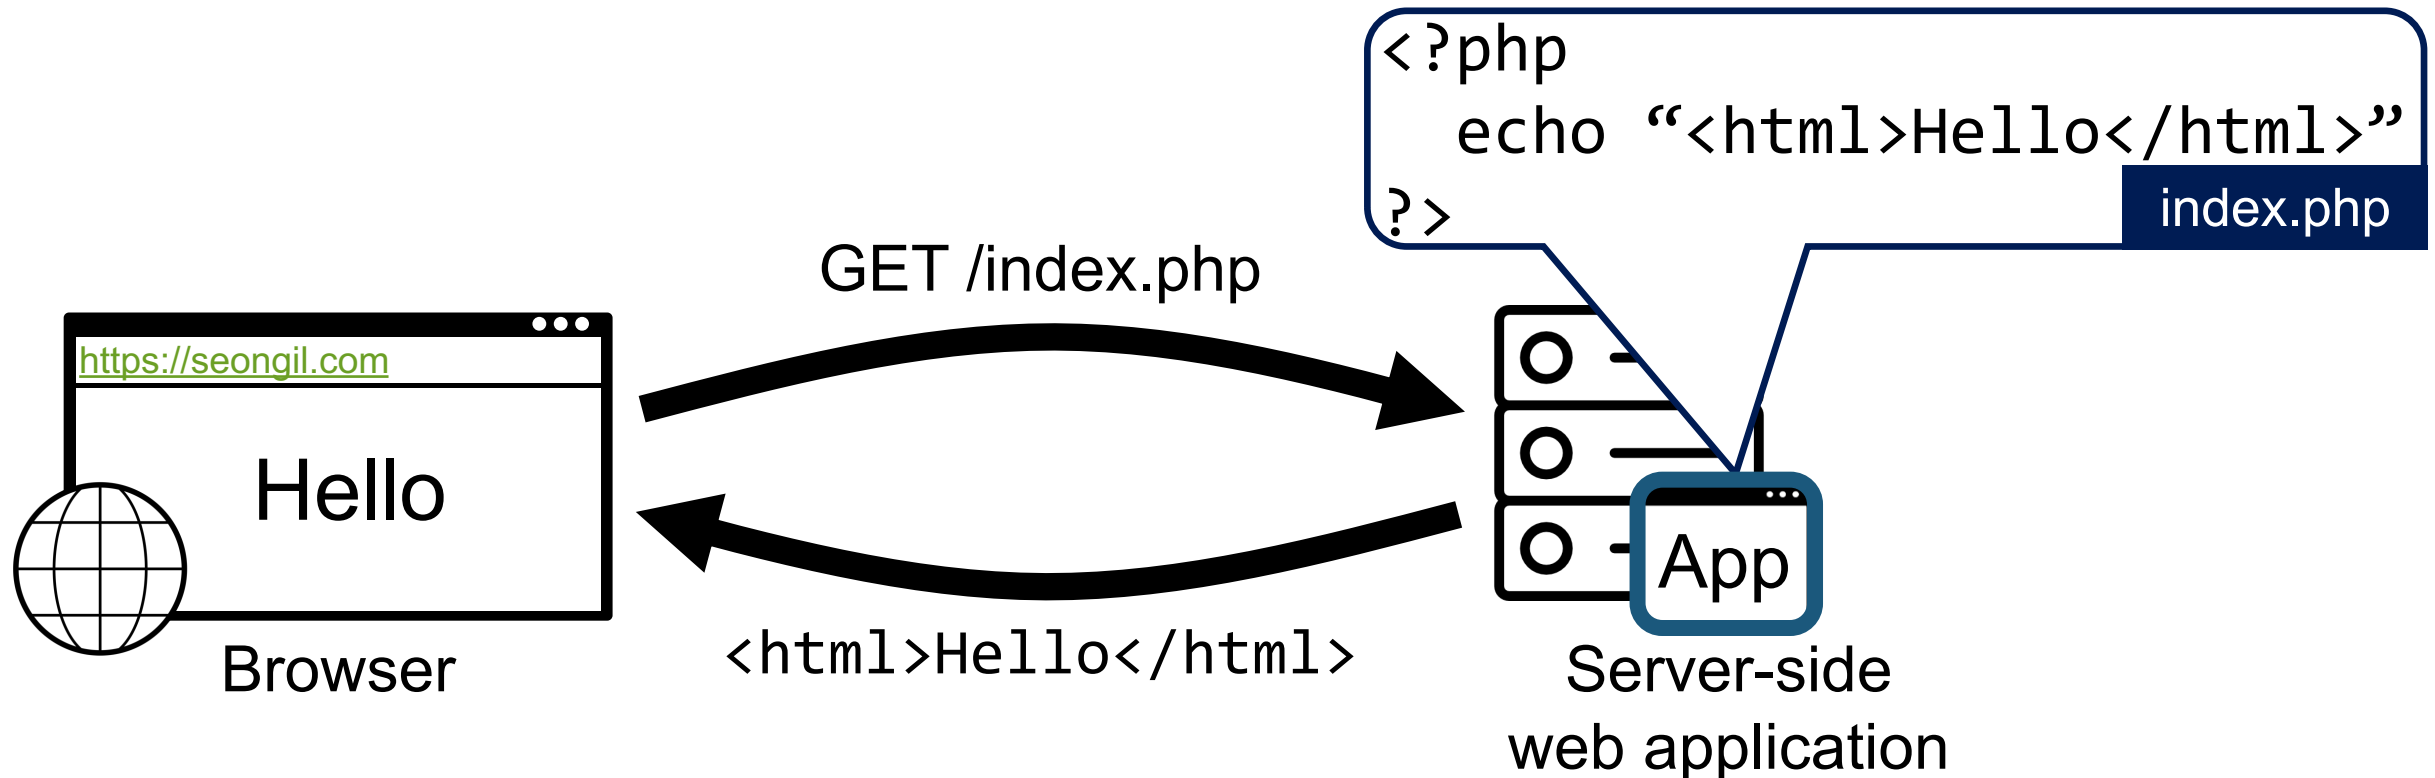 <?php
  echo “<html>Hello</html>”
?>
index.php
GET /index.php
https://seongil.com
Hello
App
Browser
<html>Hello</html>
Server-side
web application